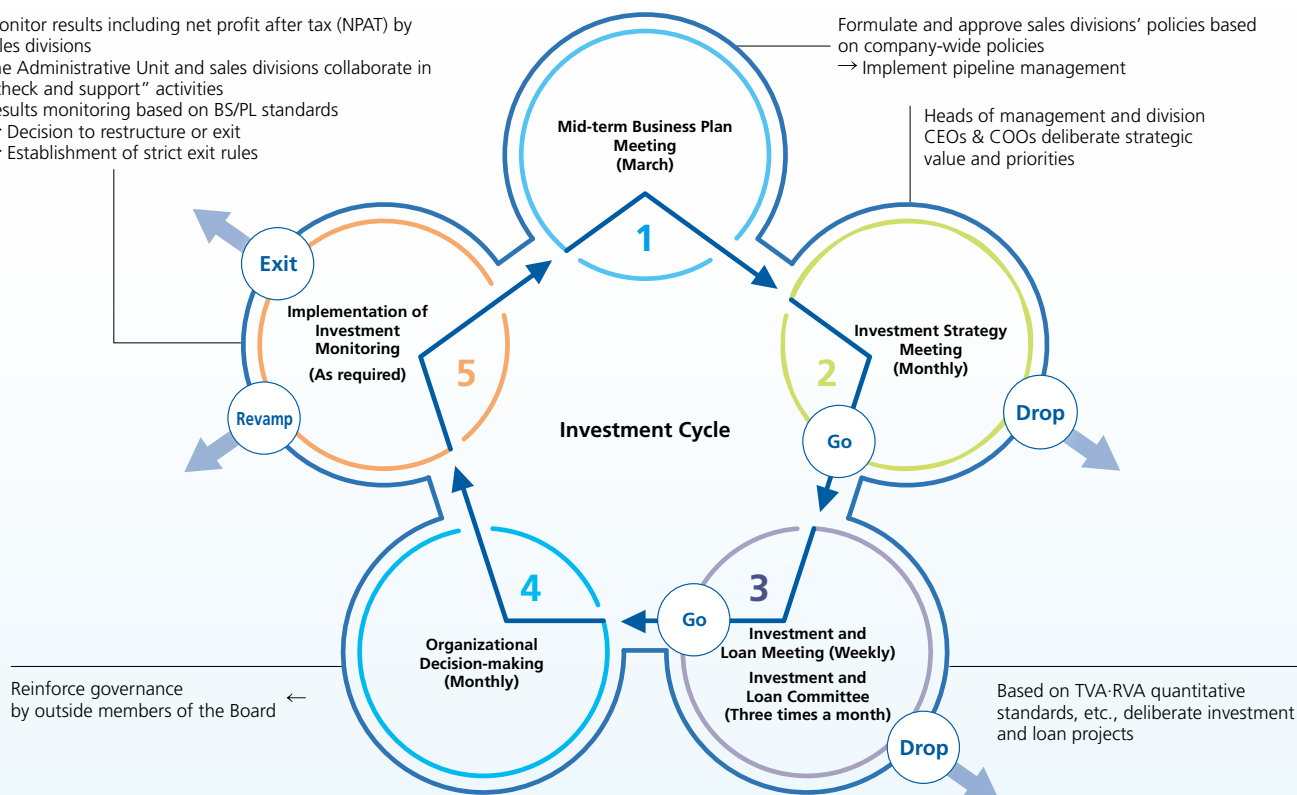 onitor results including net profit after tax (NPAT) by
les divisions
he Administrative Unit and sales divisions collaborate in
check and support” activities
esults monitoring based on BS/PL standards
Decision to restructure or exit
Establishment of strict exit rules
Formulate and approve sales divisions’ policies based
on company-wide policies
→ Implement pipeline management
Heads of management and division
CEOs & COOs deliberate strategic
value and priorities
Mid-term Business Plan
Meeting
(March)
1
Exit
Implementation of
Investment
Monitoring
(As required)
5
Revamp
Investment Strategy
Meeting
(Monthly)
2
Go
Drop
Investment Cycle
4
Organizational
Decision-making
(Monthly)
3
Go
Investment and
Loan Meeting (Weekly)
Investment and
Loan Committee
(Three times a month)
Drop
Reinforce governance
by outside members of the Board ←
Based on TVA·RVA quantitative
standards, etc., deliberate investment
and loan projects